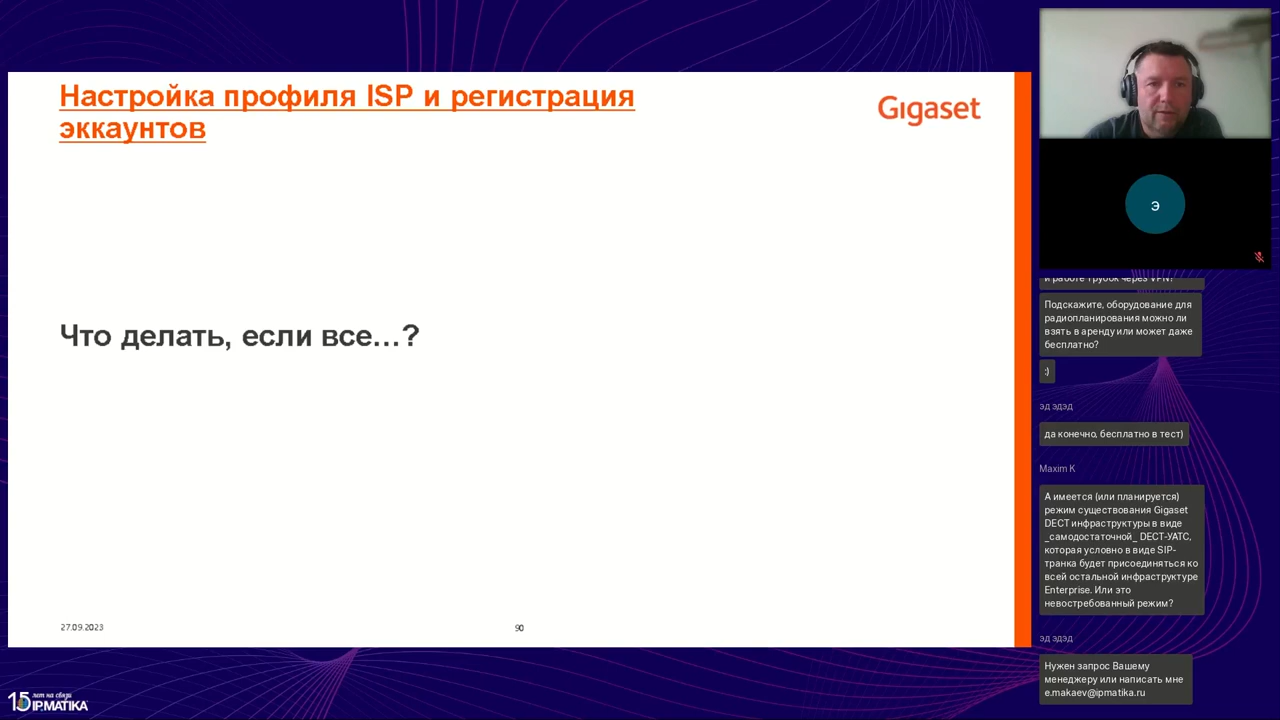 Настройка профиля ISP и регистрация
эккаунтов
Gigaset
Что делать, если все...?
27.09.2023
90
15 лет на связи
IPMATIKA
э
и работе трубок через VPN?
Подскажите, оборудование для
радиопланирования можно ли
взять в аренду или может даже
бесплатно?
:)
эд эдэд
да конечно, бесплатно в тест)
Maxim K
А имеется (или планируется)
режим существования Gigaset
DECT инфраструктуры в виде
_самодостаточной_ DECT-УАТС,
которая условно в виде SIP-
транка будет присоединяться ко
всей остальной инфраструктуре
Enterprise. Или это
невостребованный режим?
эд эдэд
Нужен запрос Вашему
менеджеру или написать мне
e.makaev@ipmatika.ru